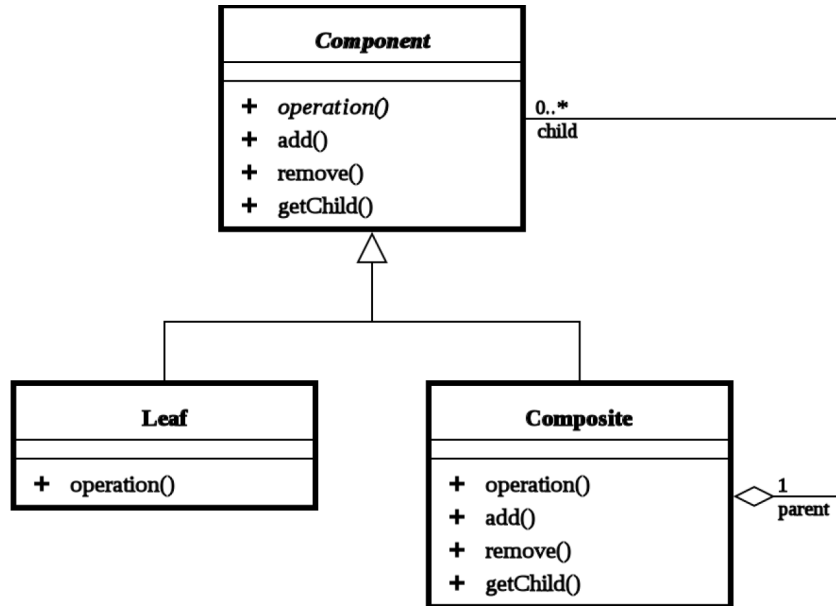 Component
+ operation()
+ add()
+ remove()
+ getChild()
0..*
child
Leaf
+ operation()
Composite
+ operation()
+ add()
+ remove()
+ getChild()
1
parent